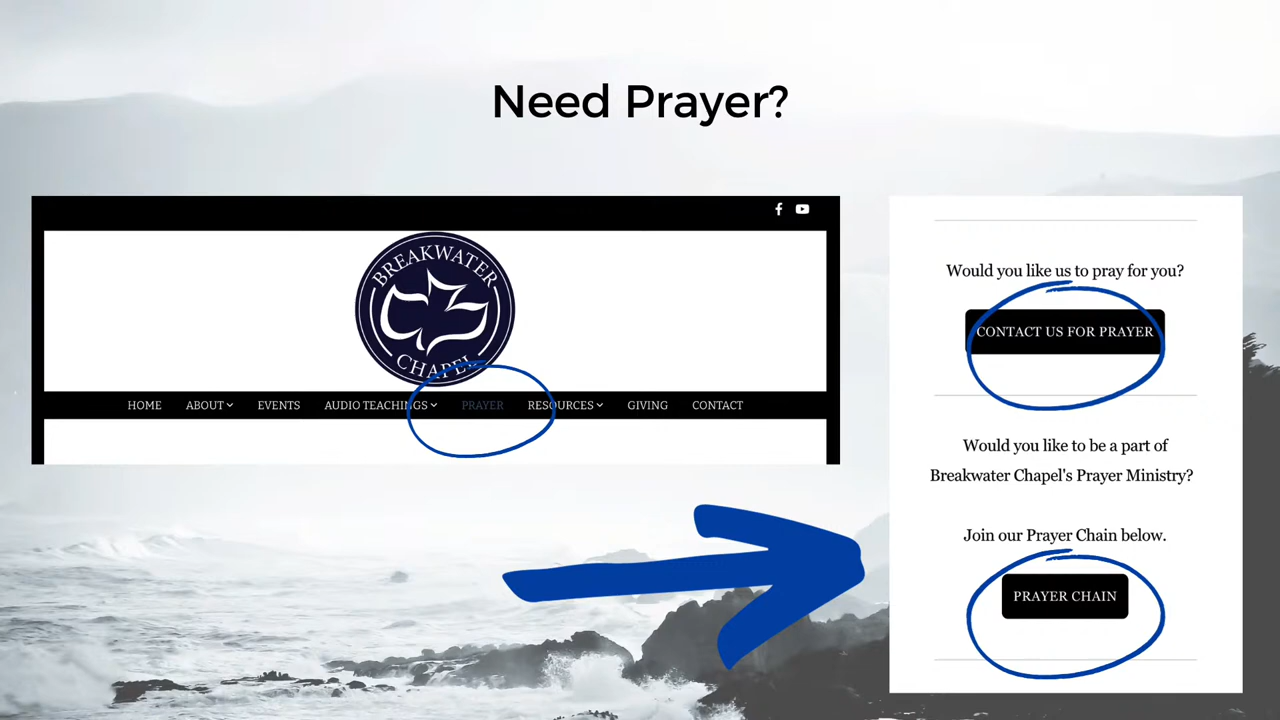 Need Prayer?
BREAKWATER
CHAPEL
HOME ABOUT EVENTS AUDIO TEACHINGS PRAYER RESOURCES GIVING CONTACT
Would you like us to pray for you?
CONTACT US FOR PRAYER
Would you like to be a part of
Breakwater Chapel's Prayer Ministry?
Join our Prayer Chain below.
PRAYER CHAIN